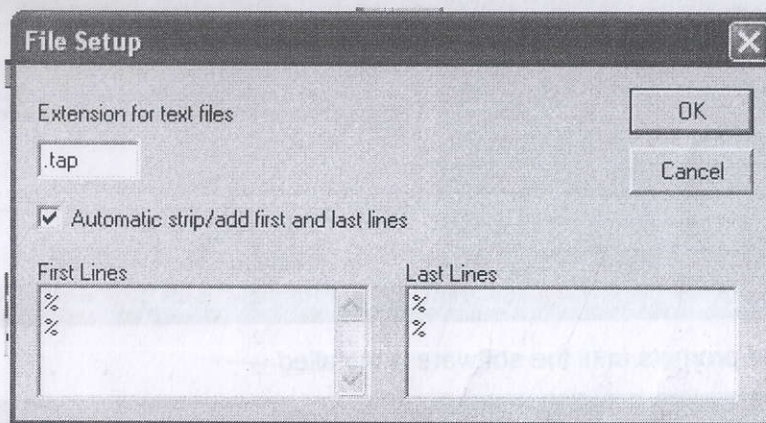 File Setup
Extension for text files
OK
.tap
Cancel
Automatic strip/add first and last lines
First Lines
%
%
Last Lines
%
%